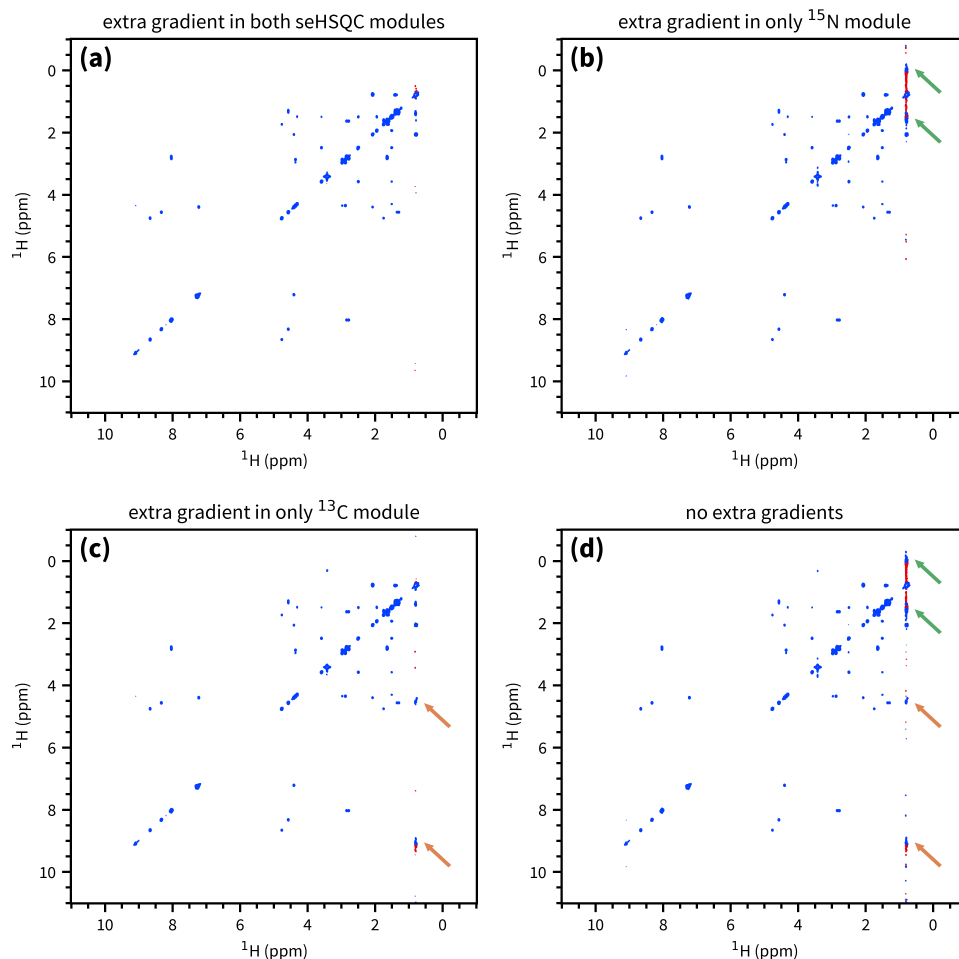 extra gradient in both seHSQC modules
extra gradient in only ¹⁵N module
(a)
(b)
0
2
4
6
8
10
¹H (ppm)
10 8 6 4 2 0
¹H (ppm)
0
2
4
6
8
10
¹H (ppm)
10 8 6 4 2 0
¹H (ppm)
extra gradient in only ¹³C module
no extra gradients
(c)
(d)
0
2
4
6
8
10
¹H (ppm)
10 8 6 4 2 0
¹H (ppm)
0
2
4
6
8
10
¹H (ppm)
10 8 6 4 2 0
¹H (ppm)